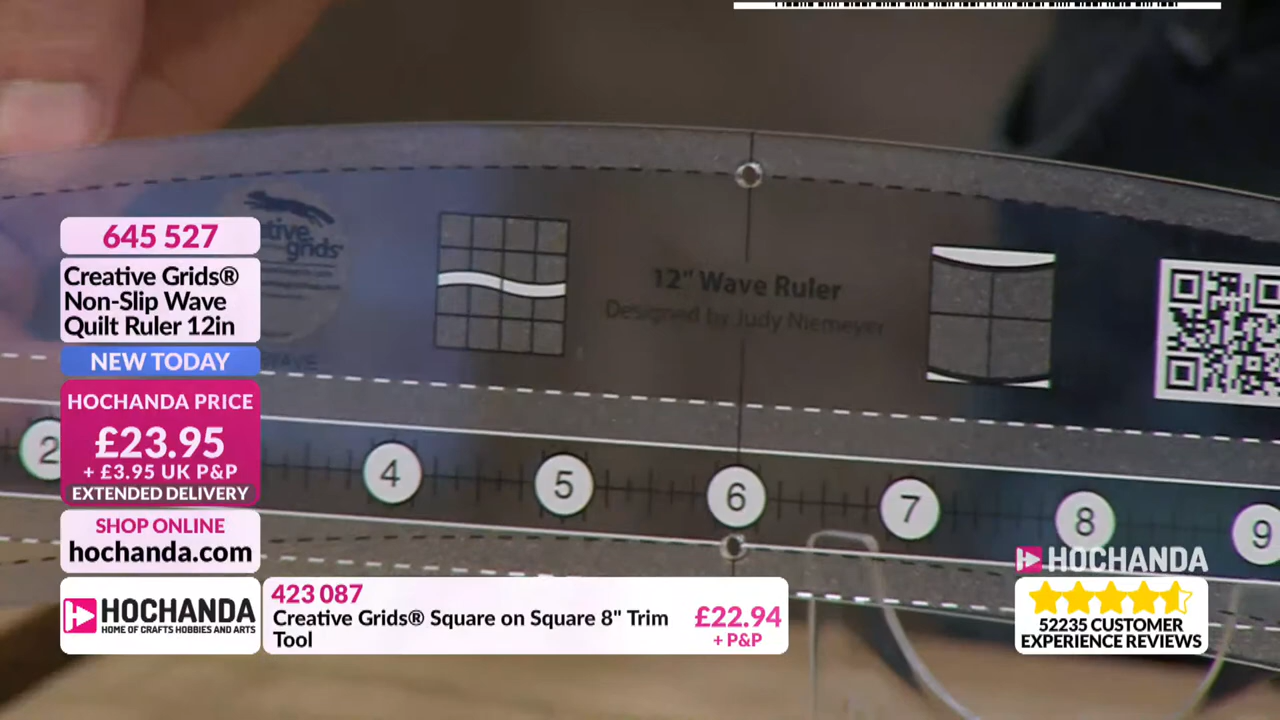 ative
grids
12" Wave Ruler
Designed by Judy Niemeyer
2
4
5
6
7
8
9
645 527
Creative Grids®
Non-Slip Wave
Quilt Ruler 12in
NEW TODAY
HOCHANDA PRICE
£23.95
+ £3.95 UK P&P
EXTENDED DELIVERY
SHOP ONLINE
hochanda.com
HOCHANDA
HOME OF CRAFTS HOBBIES AND ARTS
423 087
Creative Grids® Square on Square 8" Trim
Tool
£22.94
+ P&P
HOCHANDA
52235 CUSTOMER
EXPERIENCE REVIEWS